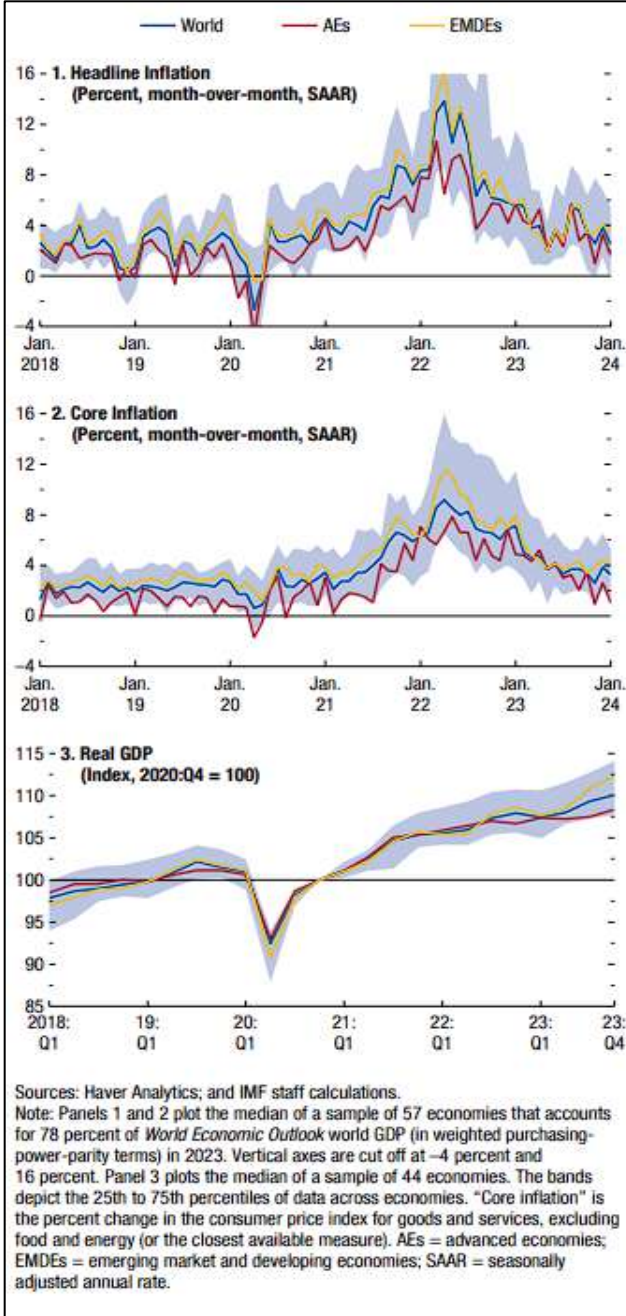 World AEs EMDEs
16 - 1. Headline Inflation
(Percent, month-over-month, SAAR)
12
8
4
0
–4
Jan. Jan. Jan. Jan. Jan. Jan. Jan.
2018 19 20 21 22 23 24
16 - 2. Core Inflation
(Percent, month-over-month, SAAR)
12
8
4
0
–4
Jan. Jan. Jan. Jan. Jan. Jan. Jan.
2018 19 20 21 22 23 24
115 - 3. Real GDP
(Index, 2020:Q4 = 100)
110
105
100
95
90
85
2018: 19: 20: 21: 22: 23: 23:
Q1 Q1 Q1 Q1 Q1 Q1 Q4
Sources: Haver Analytics; and IMF staff calculations.
Note: Panels 1 and 2 plot the median of a sample of 57 economies that accounts
for 78 percent of World Economic Outlook world GDP (in weighted purchasing-
power-parity terms) in 2023. Vertical axes are cut off at –4 percent and
16 percent. Panel 3 plots the median of a sample of 44 economies. The bands
depict the 25th to 75th percentiles of data across economies. “Core inflation” is
the percent change in the consumer price index for goods and services, excluding
food and energy (or the closest available measure). AEs = advanced economies;
EMDEs = emerging market and developing economies; SAAR = seasonally
adjusted annual rate.